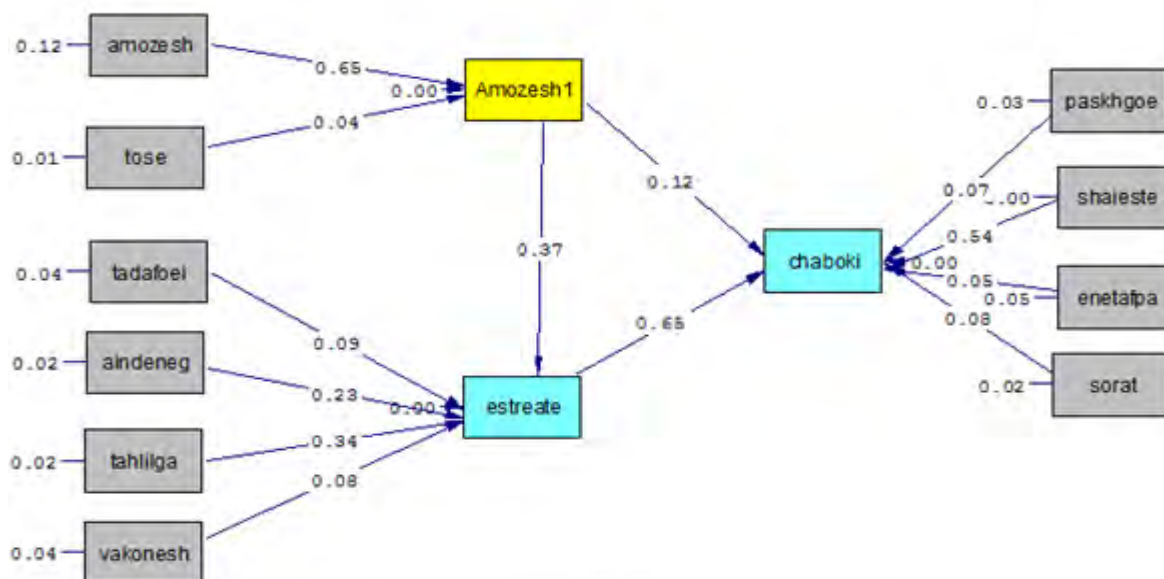 0.12
amozesh
0.65
0.00
Amozesh1
0.04
0.01
tose
0.12
0.37
0.04
tadafoei
0.09
0.02
aindeneg
0.23
0.00
estreate
0.65
0.02
tahlilga
0.34
0.08
0.04
vakonesh
chaboki
0.03
paskhgoe
0.07
shaieste
0.54
0.00
0.05
0.05
enetafpa
0.08
0.02
sorat